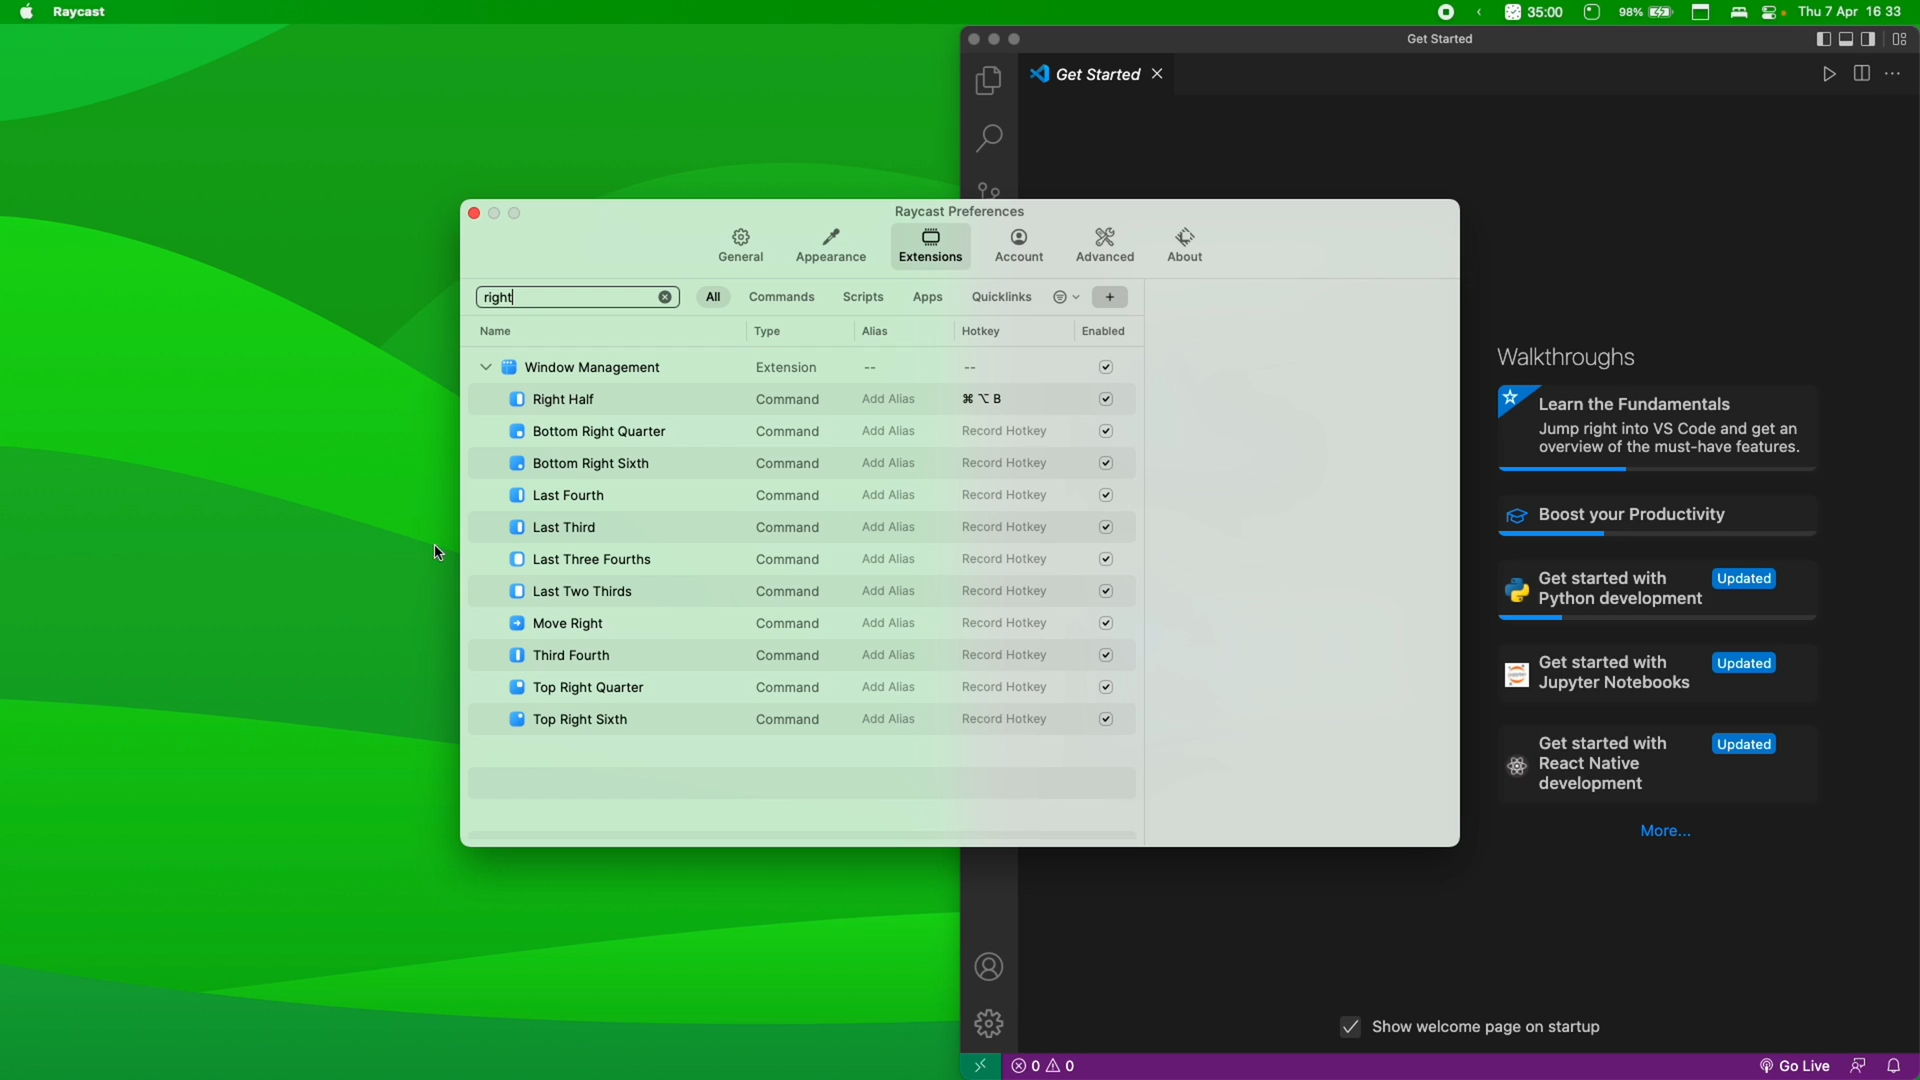 Raycast
35:00
98%
Thu 7 Apr 16 33
Get Started
Get Started
Raycast Preferences
General
Appearance
Extensions
Account
Advanced
About
right
All
Commands
Scripts
Apps
Quicklinks
+
Name
Type
Alias
Hotkey
Enabled
Window Management Extension -- --
Right Half Command Add Alias ⌘ ⌥ B
Bottom Right Quarter Command Add Alias Record Hotkey
Bottom Right Sixth Command Add Alias Record Hotkey
Last Fourth Command Add Alias Record Hotkey
Last Third Command Add Alias Record Hotkey
Last Three Fourths Command Add Alias Record Hotkey
Last Two Thirds Command Add Alias Record Hotkey
Move Right Command Add Alias Record Hotkey
Third Fourth Command Add Alias Record Hotkey
Top Right Quarter Command Add Alias Record Hotkey
Top Right Sixth Command Add Alias Record Hotkey
Walkthroughs
Learn the Fundamentals
Jump right into VS Code and get an
overview of the must-have features.
Boost your Productivity
Get started with
Python development
Updated
Get started with
Jupyter Notebooks
Updated
Get started with
React Native
development
Updated
More...
Show welcome page on startup
0 0
Go Live